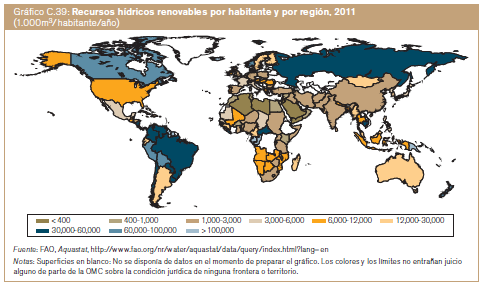 Gráfico C.39: Recursos hídricos renovables por habitante y por región, 2011
(1.000m³/habitante/año)
< 400 400-1,000 1,000-3,000 3,000-6,000 6,000-12,000 12,000-30,000
30,000-60,000 60,000-100,000 > 100,000
Fuente: FAO, Aquastat, http://www.fao.org/nr/water/aquastat/data/query/index.html?lang=en
Notas: Superficies en blanco: No se disponía de datos en el momento de preparar el gráfico. Los colores y los límites no entrañan juicio
alguno de parte de la OMC sobre la condición jurídica de ninguna frontera o territorio.